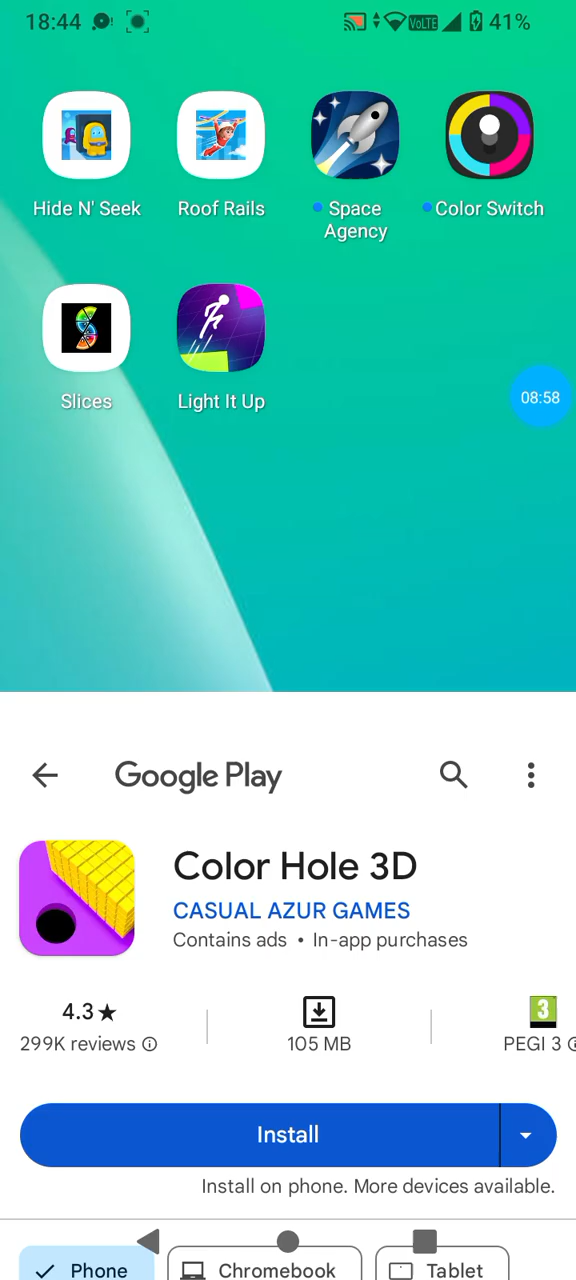 18:44
VoLTE
41%
Hide N' Seek
Roof Rails
Space
Agency
Color Switch
Slices
Light It Up
08:58
Google Play
Color Hole 3D
CASUAL AZUR GAMES
Contains ads • In-app purchases
4.3★
299K reviews
105 MB
3
PEGI 3
Install
Install on phone. More devices available.
Phone
Chromebook
Tablet